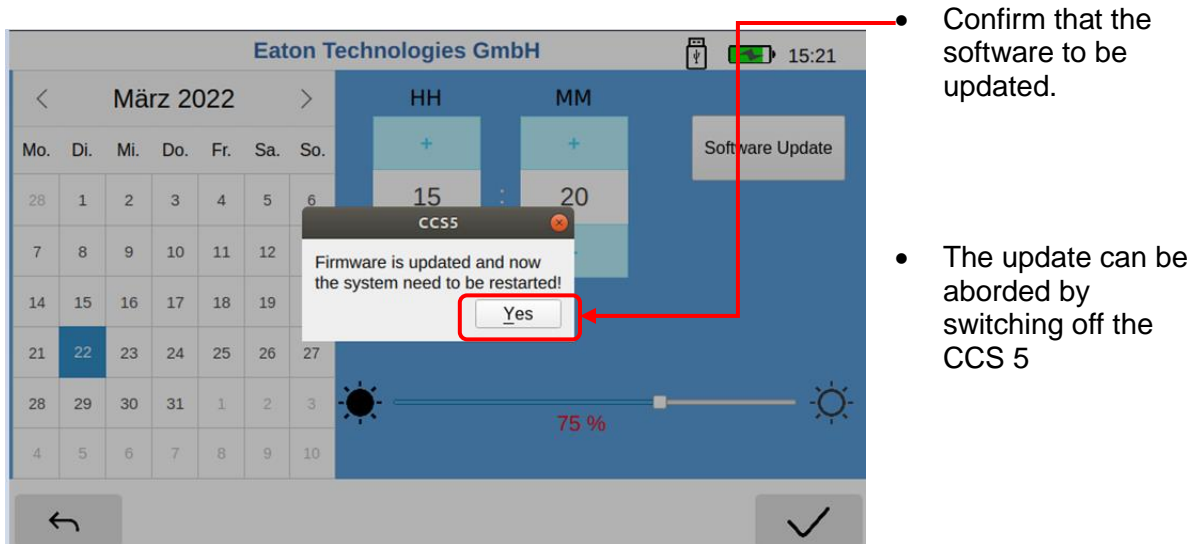 Eaton Technologies GmbH
15:21
März 2022
Mo. Di. Mi. Do. Fr. Sa. So.
28 1 2 3 4 5 6
7 8 9 10 11 12
14 15 16 17 18 19
21 22 23 24 25 26 27
28 29 30 31 1 2 3
4 5 6 7 8 9 10
HH MM
+ +
15 : 20
Software Update
CCS5
Firmware is updated and now
the system need to be restarted!
Yes
75 %
• Confirm that the
software to be
updated.
• The update can be
aborded by
switching off the
CCS 5